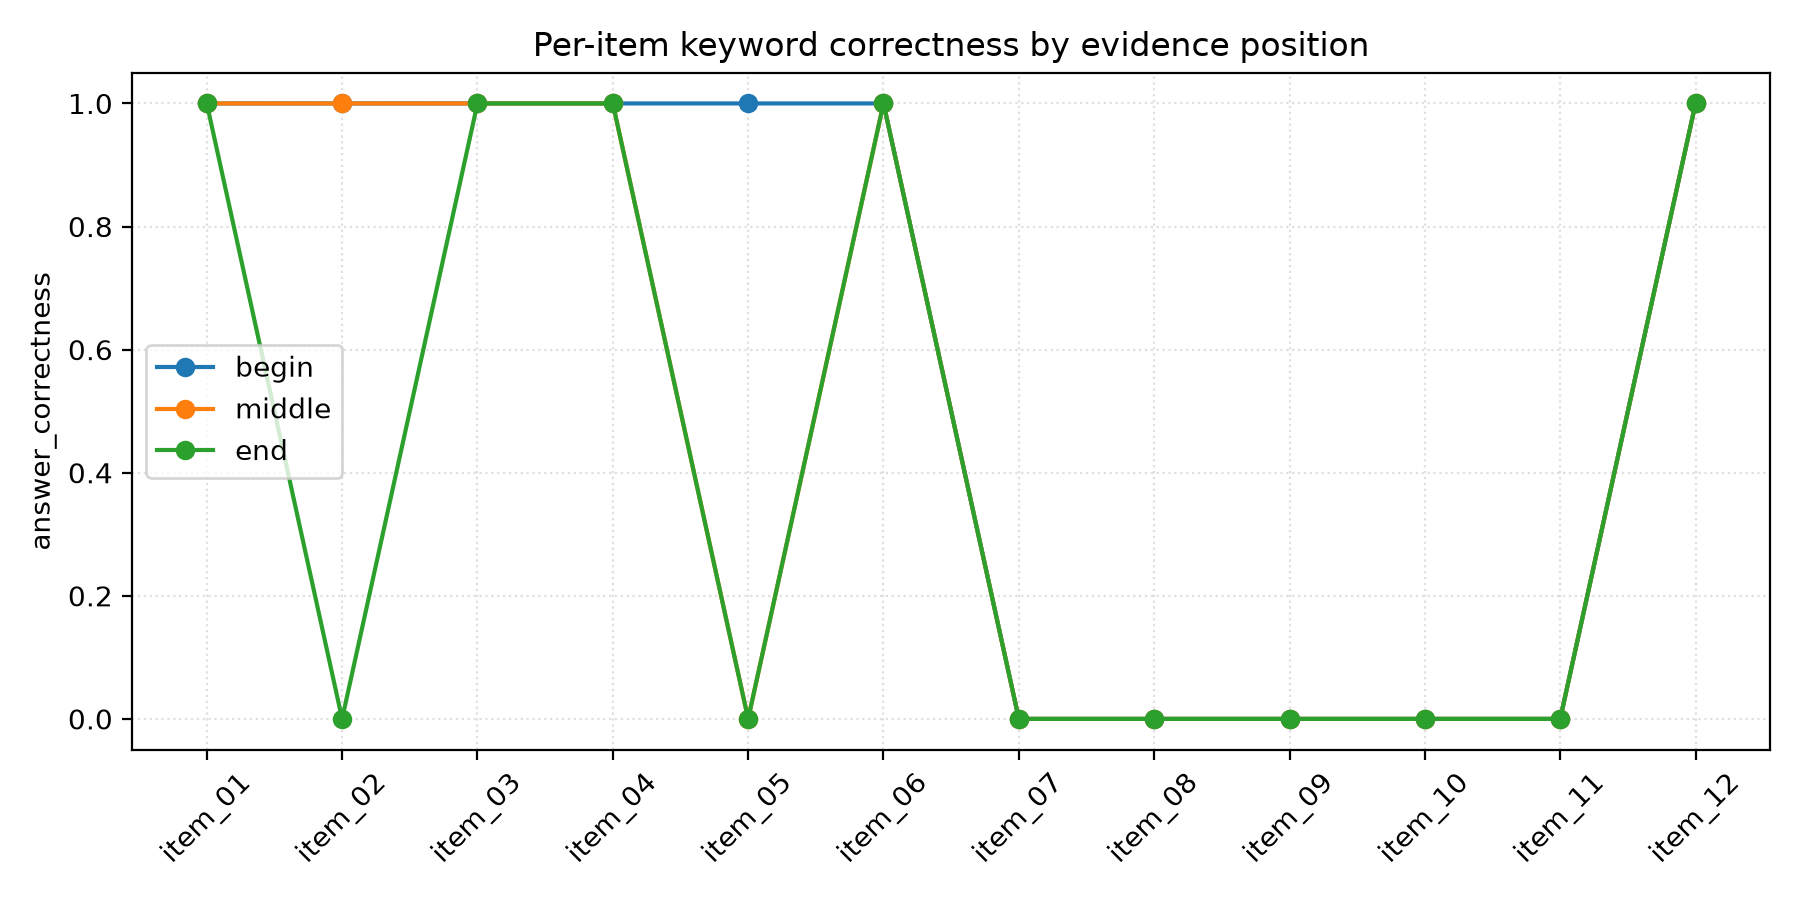 Per-item keyword correctness by evidence position
answer_correctness
1.0
0.8
0.6
0.4
0.2
0.0
begin
middle
end
item_01
item_02
item_03
item_04
item_05
item_06
item_07
item_08
item_09
item_10
item_11
item_12